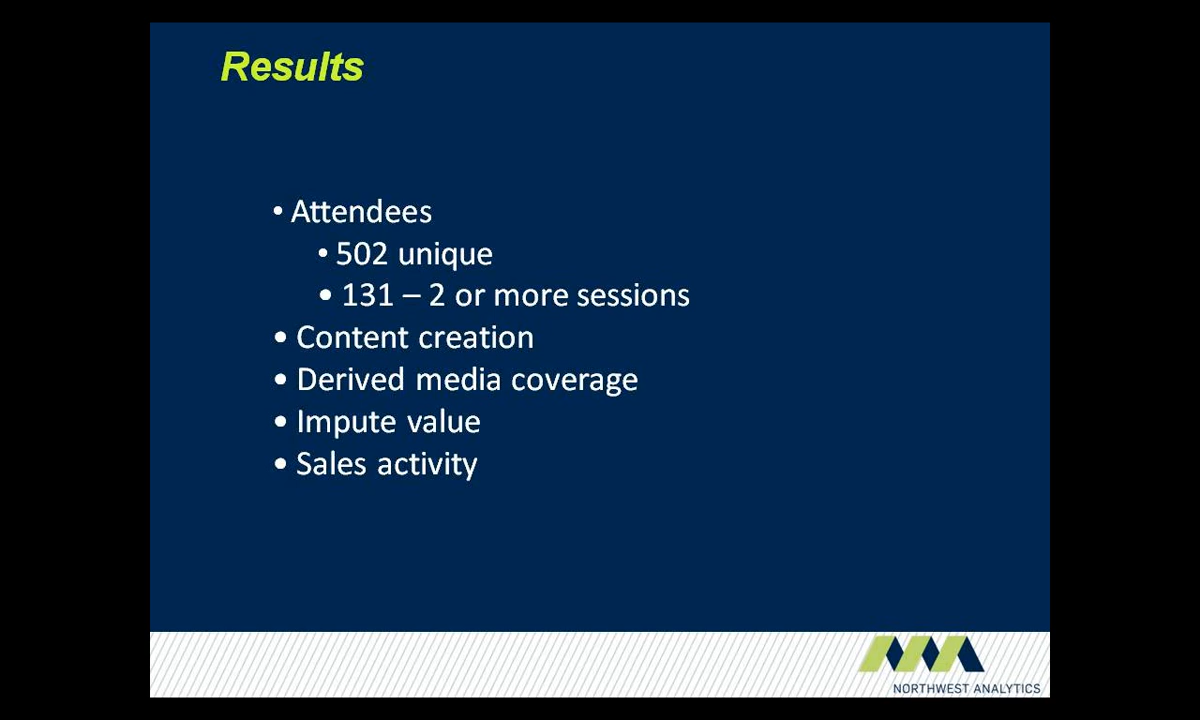 Results
• Attendees
• 502 unique
• 131 – 2 or more sessions
• Content creation
• Derived media coverage
• Impute value
• Sales activity
NORTHWEST ANALYTICS